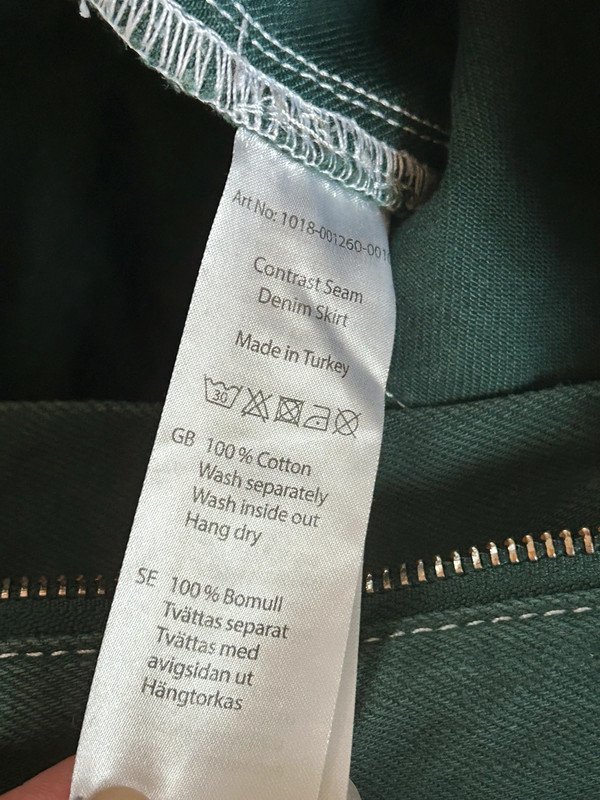 Art No: 1018-001260-001
Contrast Seam
Denim Skirt
Made in Turkey
30
GB 100 % Cotton
Wash separately
Wash inside out
Hang dry
SE 100 % Bomull
Tvättas separat
Tvättas med
avigsidan ut
Hängtorkas